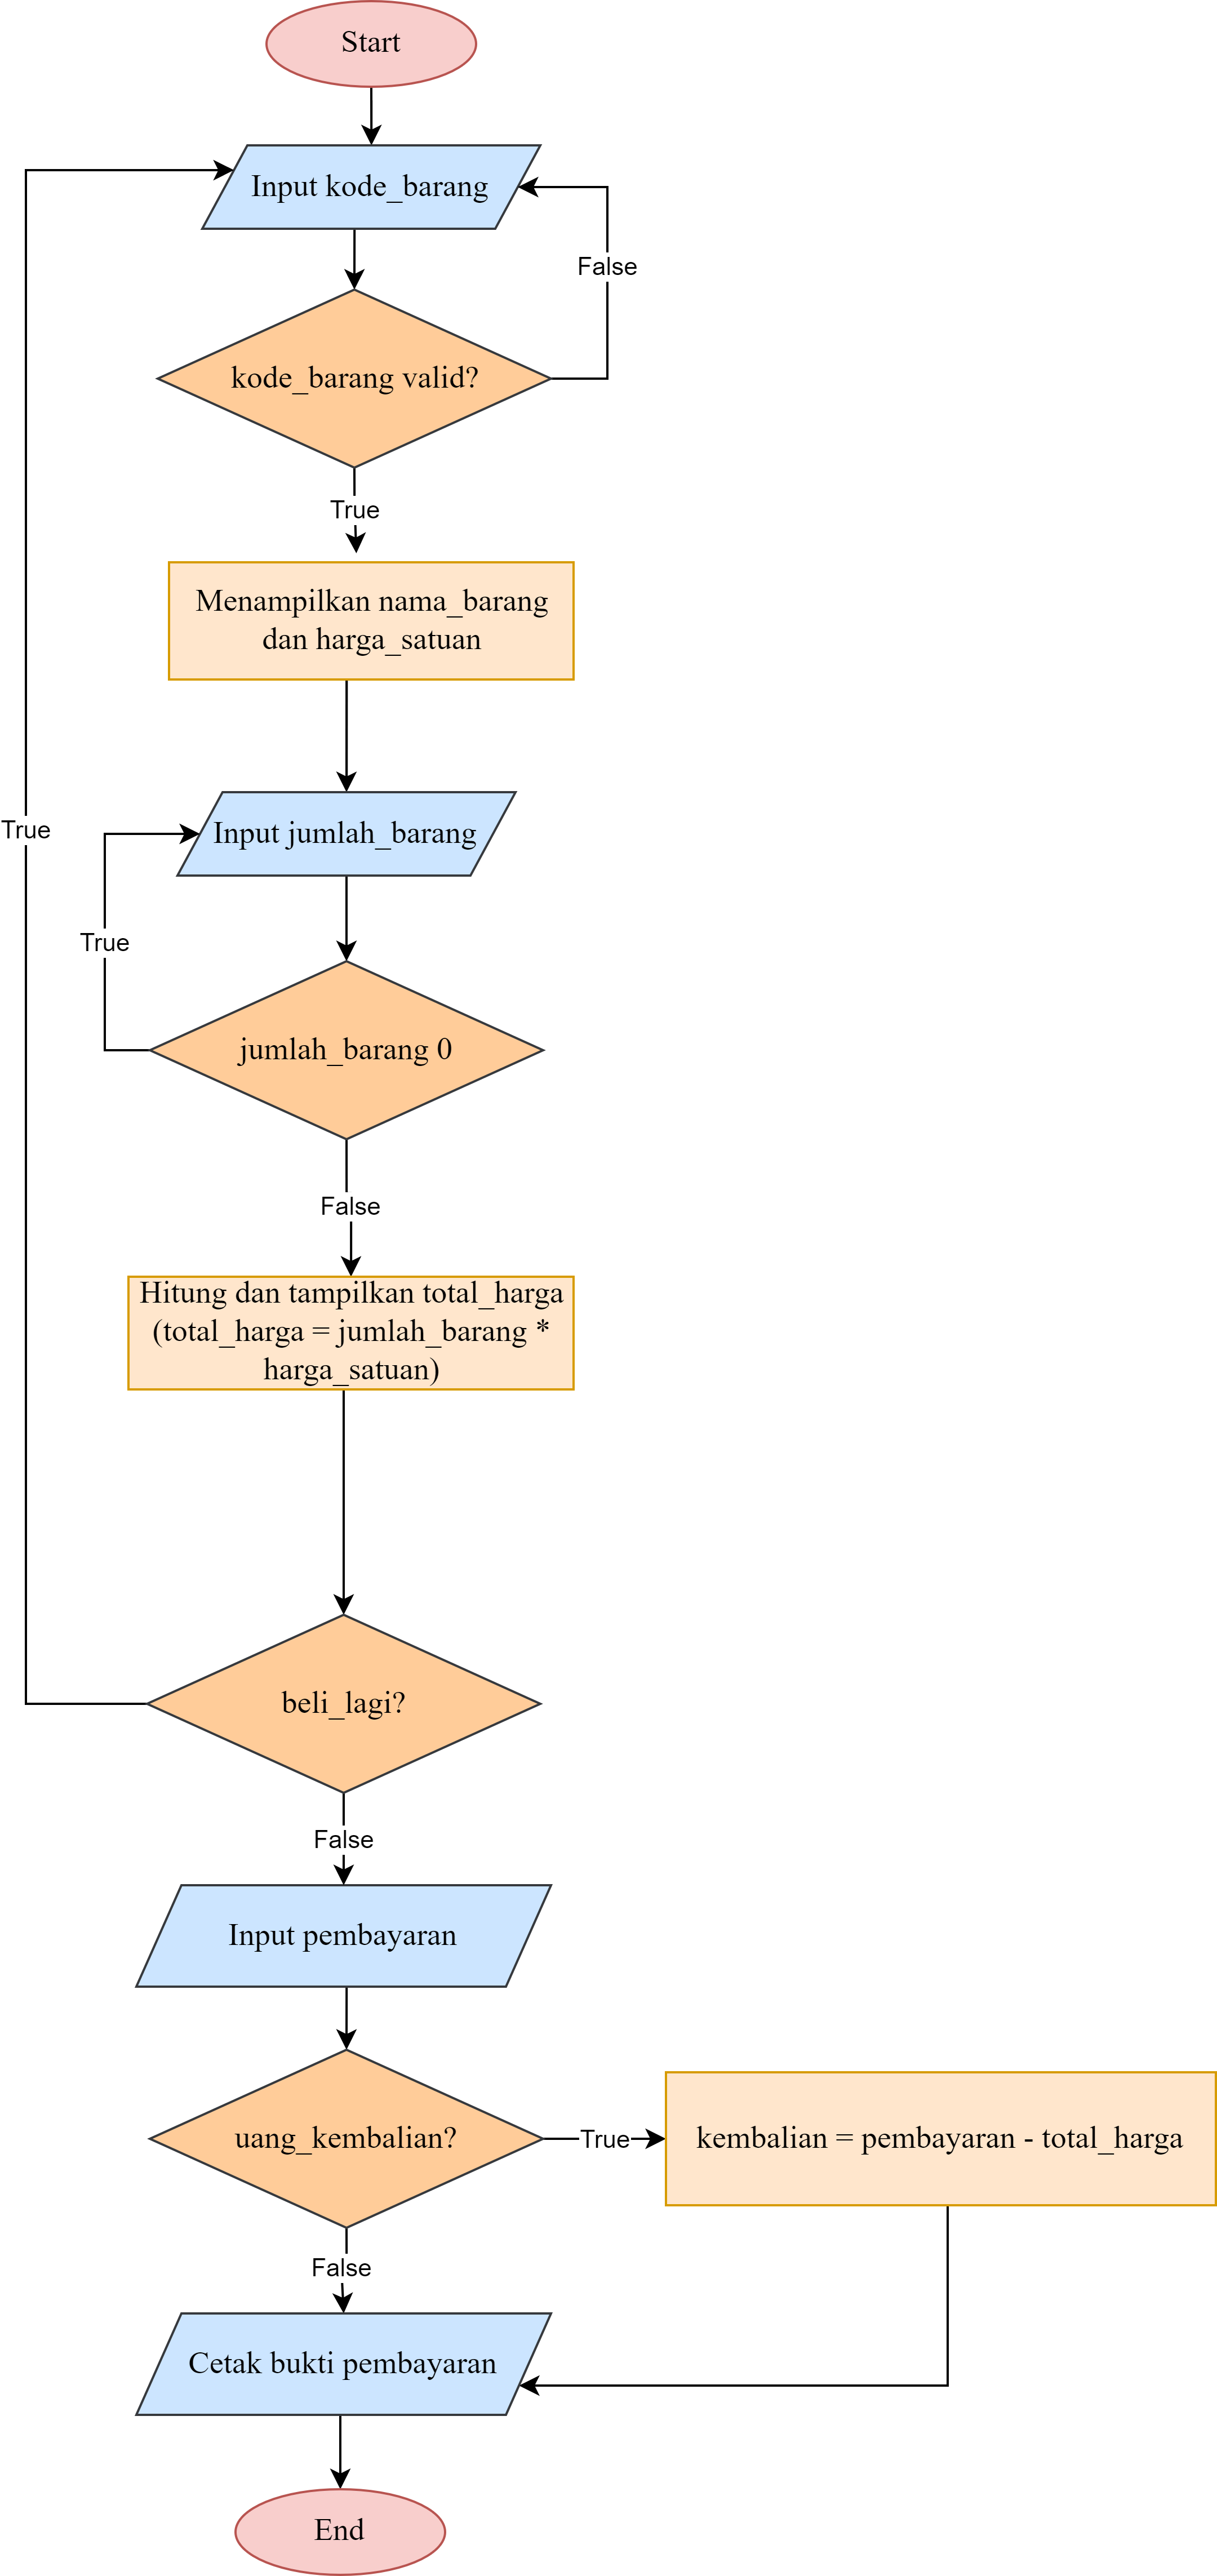 Start
Input kode_barang
False
kode_barang valid?
True
Menampilkan nama_barang
dan harga_satuan
True
Input jumlah_barang
True
jumlah_barang 0
False
Hitung dan tampilkan total_harga
(total_harga = jumlah_barang *
harga_satuan)
beli_lagi?
False
Input pembayaran
uang_kembalian?
True
kembalian = pembayaran - total_harga
False
Cetak bukti pembayaran
End